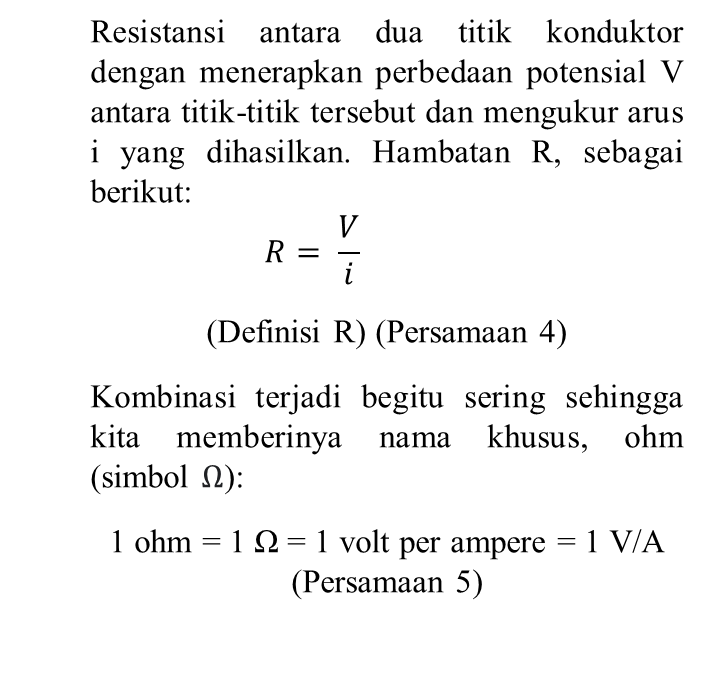 Resistansi antara dua titik konduktor
dengan menerapkan perbedaan potensial V
antara titik-titik tersebut dan mengukur arus
i yang dihasilkan. Hambatan R, sebagai
berikut:
R = V/i
(Definisi R) (Persamaan 4)
Kombinasi terjadi begitu sering sehingga
kita memberinya nama khusus, ohm
(simbol Ω):
1 ohm = 1 Ω = 1 volt per ampere = 1 V/A
(Persamaan 5)